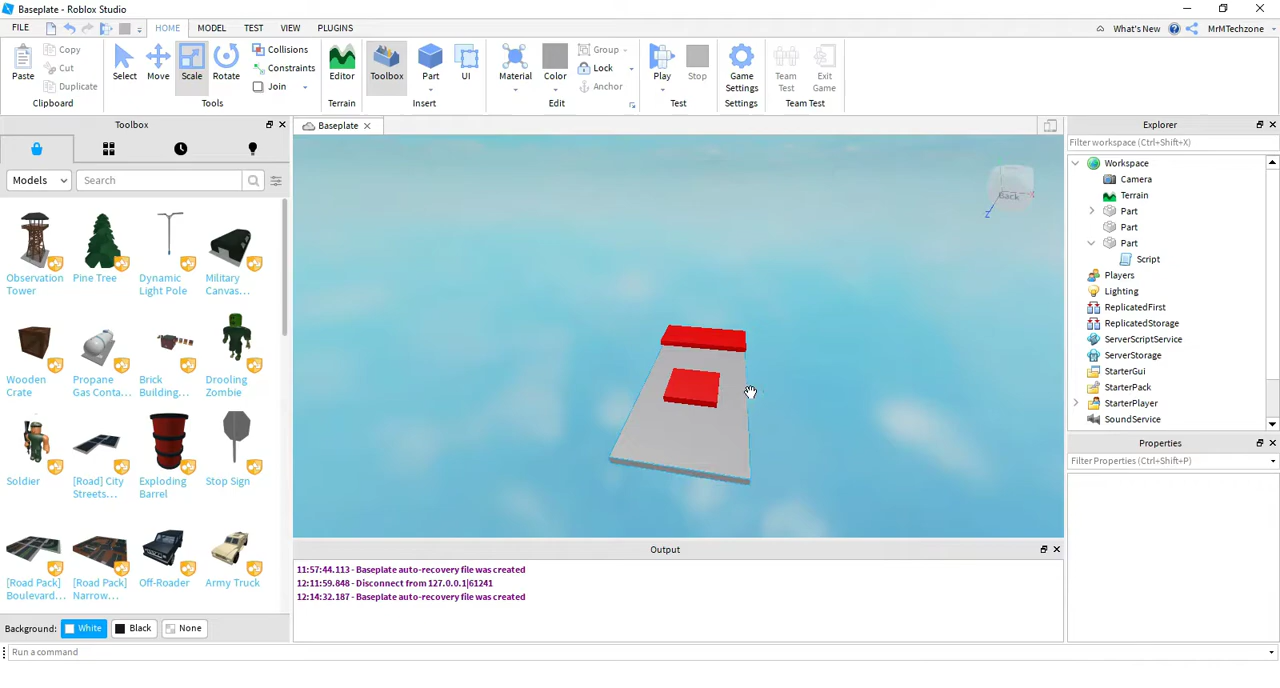 Baseplate - Roblox Studio
FILE HOME MODEL TEST VIEW PLUGINS What's New MrMTechzone
Paste
Copy
Cut
Duplicate
Clipboard
Select Move Scale Rotate
Collisions
Constraints
Join
Tools
Editor
Terrain
Toolbox Part UI
Insert
Material Color
Group
Lock
Anchor
Edit
Play Stop
Test
Game Settings
Settings
Team Test
Exit Game
Team Test
Toolbox
Models Search
Observation Tower
Pine Tree
Dynamic Light Pole
Military Canvas...
Wooden Crate
Propane Gas Conta...
Brick Building...
Drooling Zombie
Soldier
[Road] City Streets...
Exploding Barrel
Stop Sign
[Road Pack] Boulevard...
[Road Pack] Narrow...
Off-Roader
Army Truck
Background: White Black None
Run a command
Baseplate
Back
Z
Output
11:57:44.113 - Baseplate auto-recovery file was created
12:11:59.848 - Disconnect from 127.0.0.1|61241
12:14:32.187 - Baseplate auto-recovery file was created
Explorer
Filter workspace (Ctrl+Shift+X)
Workspace
Camera
Terrain
Part
Part
Part
Script
Players
Lighting
ReplicatedFirst
ReplicatedStorage
ServerScriptService
ServerStorage
StarterGui
StarterPack
StarterPlayer
SoundService
Properties
Filter Properties (Ctrl+Shift+P)